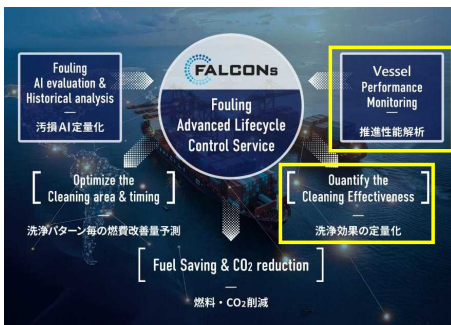 Fouling
AI evaluation &
Historical analysis
汚損AI定量化
FALCONs
Fouling
Advanced Lifecycle
Control Service
Vessel
Performance
Monitoring
推進性能解析
Optimize the
Cleaning area & timing
洗浄パターン毎の燃費改善量予測
Quantify the
Cleaning Effectiveness
洗浄効果の定量化
Fuel Saving & CO₂ reduction
燃料・CO₂削減